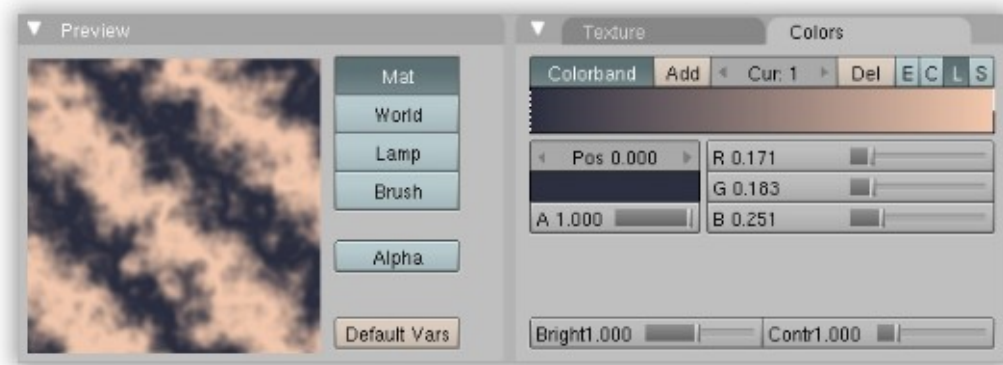 Preview
Mat
World
Lamp
Brush
Alpha
Default Vars
Texture Colors
Colorband Add Cur: 1 Del E C L S
Pos 0.000
A 1.000
R 0.171
G 0.183
B 0.251
Bright1.000 Contr1.000